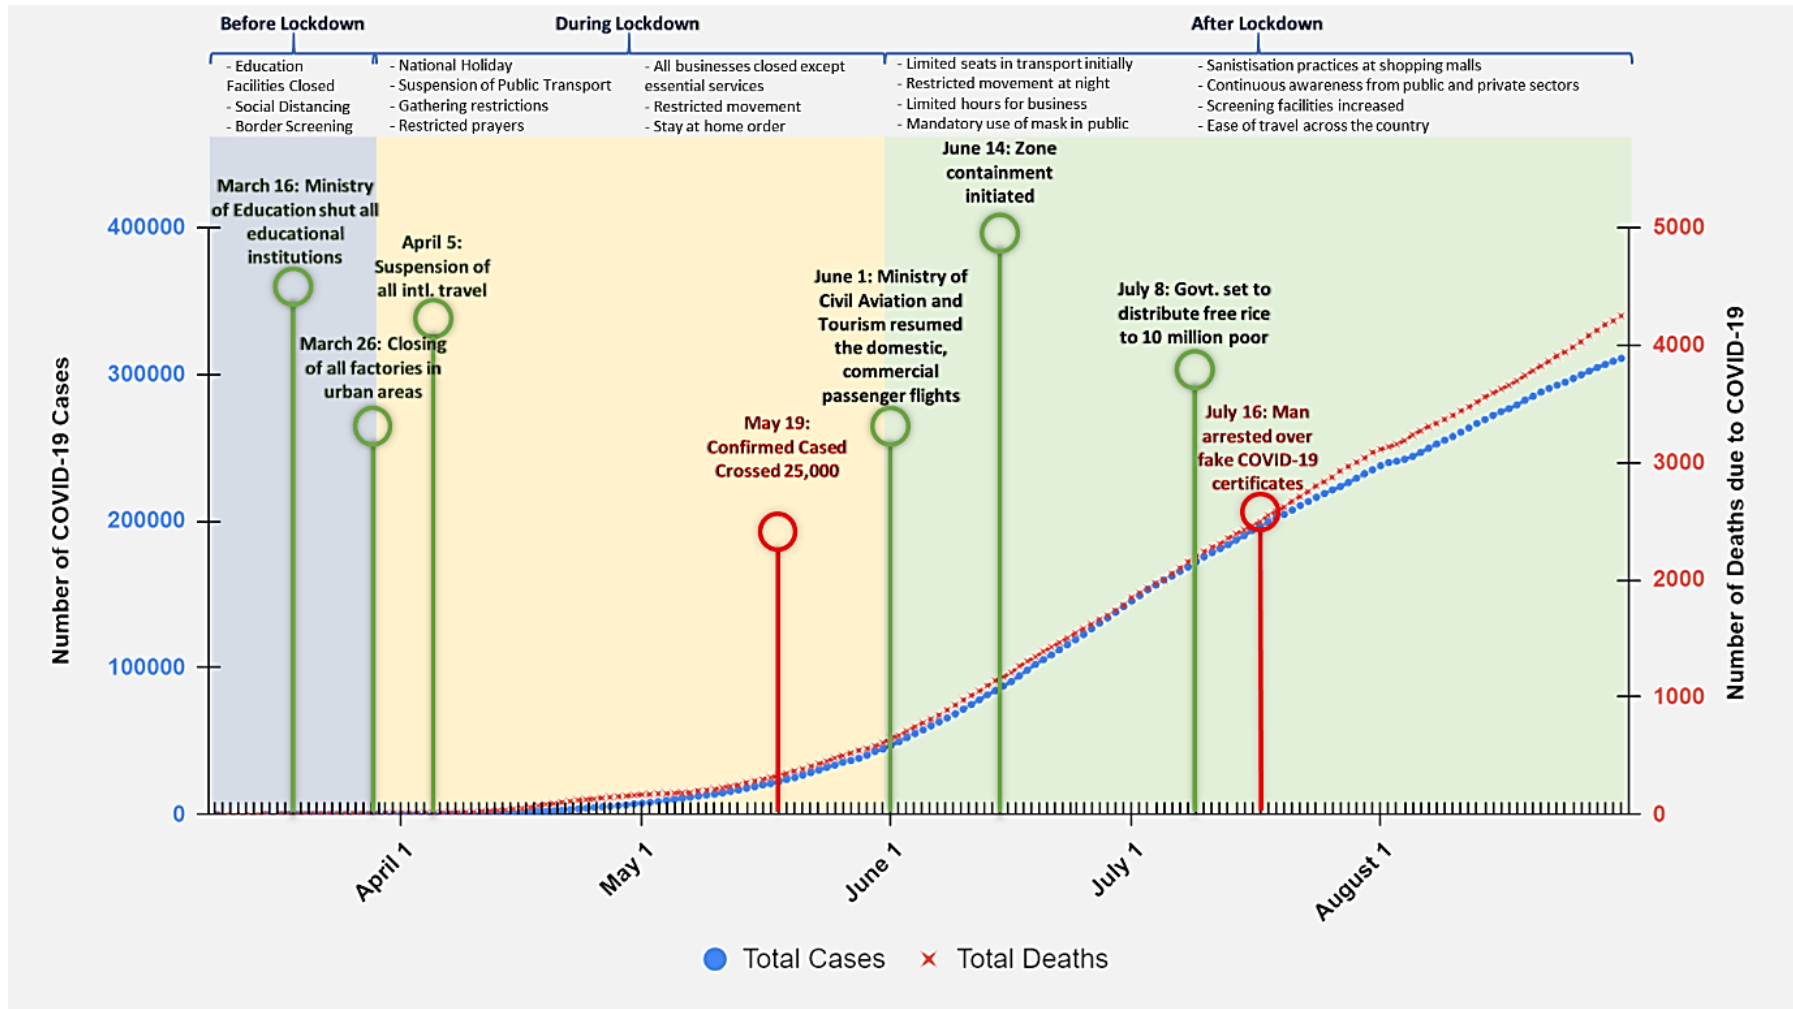 Before Lockdown
During Lockdown
After Lockdown
- Education
Facilities Closed
- Social Distancing
- Border Screening
- National Holiday
- Suspension of Public Transport
- Gathering restrictions
- Restricted prayers
- All businesses closed except
essential services
- Restricted movement
- Stay at home order
- Limited seats in transport initially
- Restricted movement at night
- Limited hours for business
- Mandatory use of mask in public
- Sanistisation practices at shopping malls
- Continuous awareness from public and private sectors
- Screening facilities increased
- Ease of travel across the country
March 16: Ministry
of Education shut all
educational
institutions
March 26: Closing
of all factories in
urban areas
April 5:
Suspension of
all intl. travel
May 19:
Confirmed Cased
Crossed 25,000
June 1: Ministry of
Civil Aviation and
Tourism resumed
the domestic,
commercial
passenger flights
June 14: Zone
containment
initiated
July 8: Govt. set to
distribute free rice
to 10 million poor
July 16: Man
arrested over
fake COVID-19
certificates
Number of COVID-19 Cases
400000
300000
200000
100000
0
5000
4000
3000
2000
1000
0
Number of Deaths due to COVID-19
April 1
May 1
June 1
July 1
August 1
Total Cases
Total Deaths